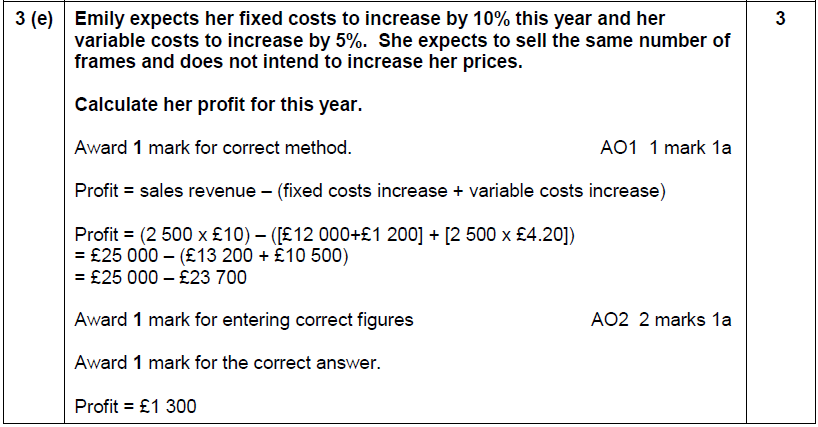 3 (e) Emily expects her fixed costs to increase by 10% this year and her 3
variable costs to increase by 5%. She expects to sell the same number of
frames and does not intend to increase her prices.
Calculate her profit for this year.
Award 1 mark for correct method. AO1 1 mark 1a
Profit = sales revenue – (fixed costs increase + variable costs increase)
Profit = (2 500 x £10) – ([£12 000+£1 200] + [2 500 x £4.20])
= £25 000 – (£13 200 + £10 500)
= £25 000 – £23 700
Award 1 mark for entering correct figures AO2 2 marks 1a
Award 1 mark for the correct answer.
Profit = £1 300